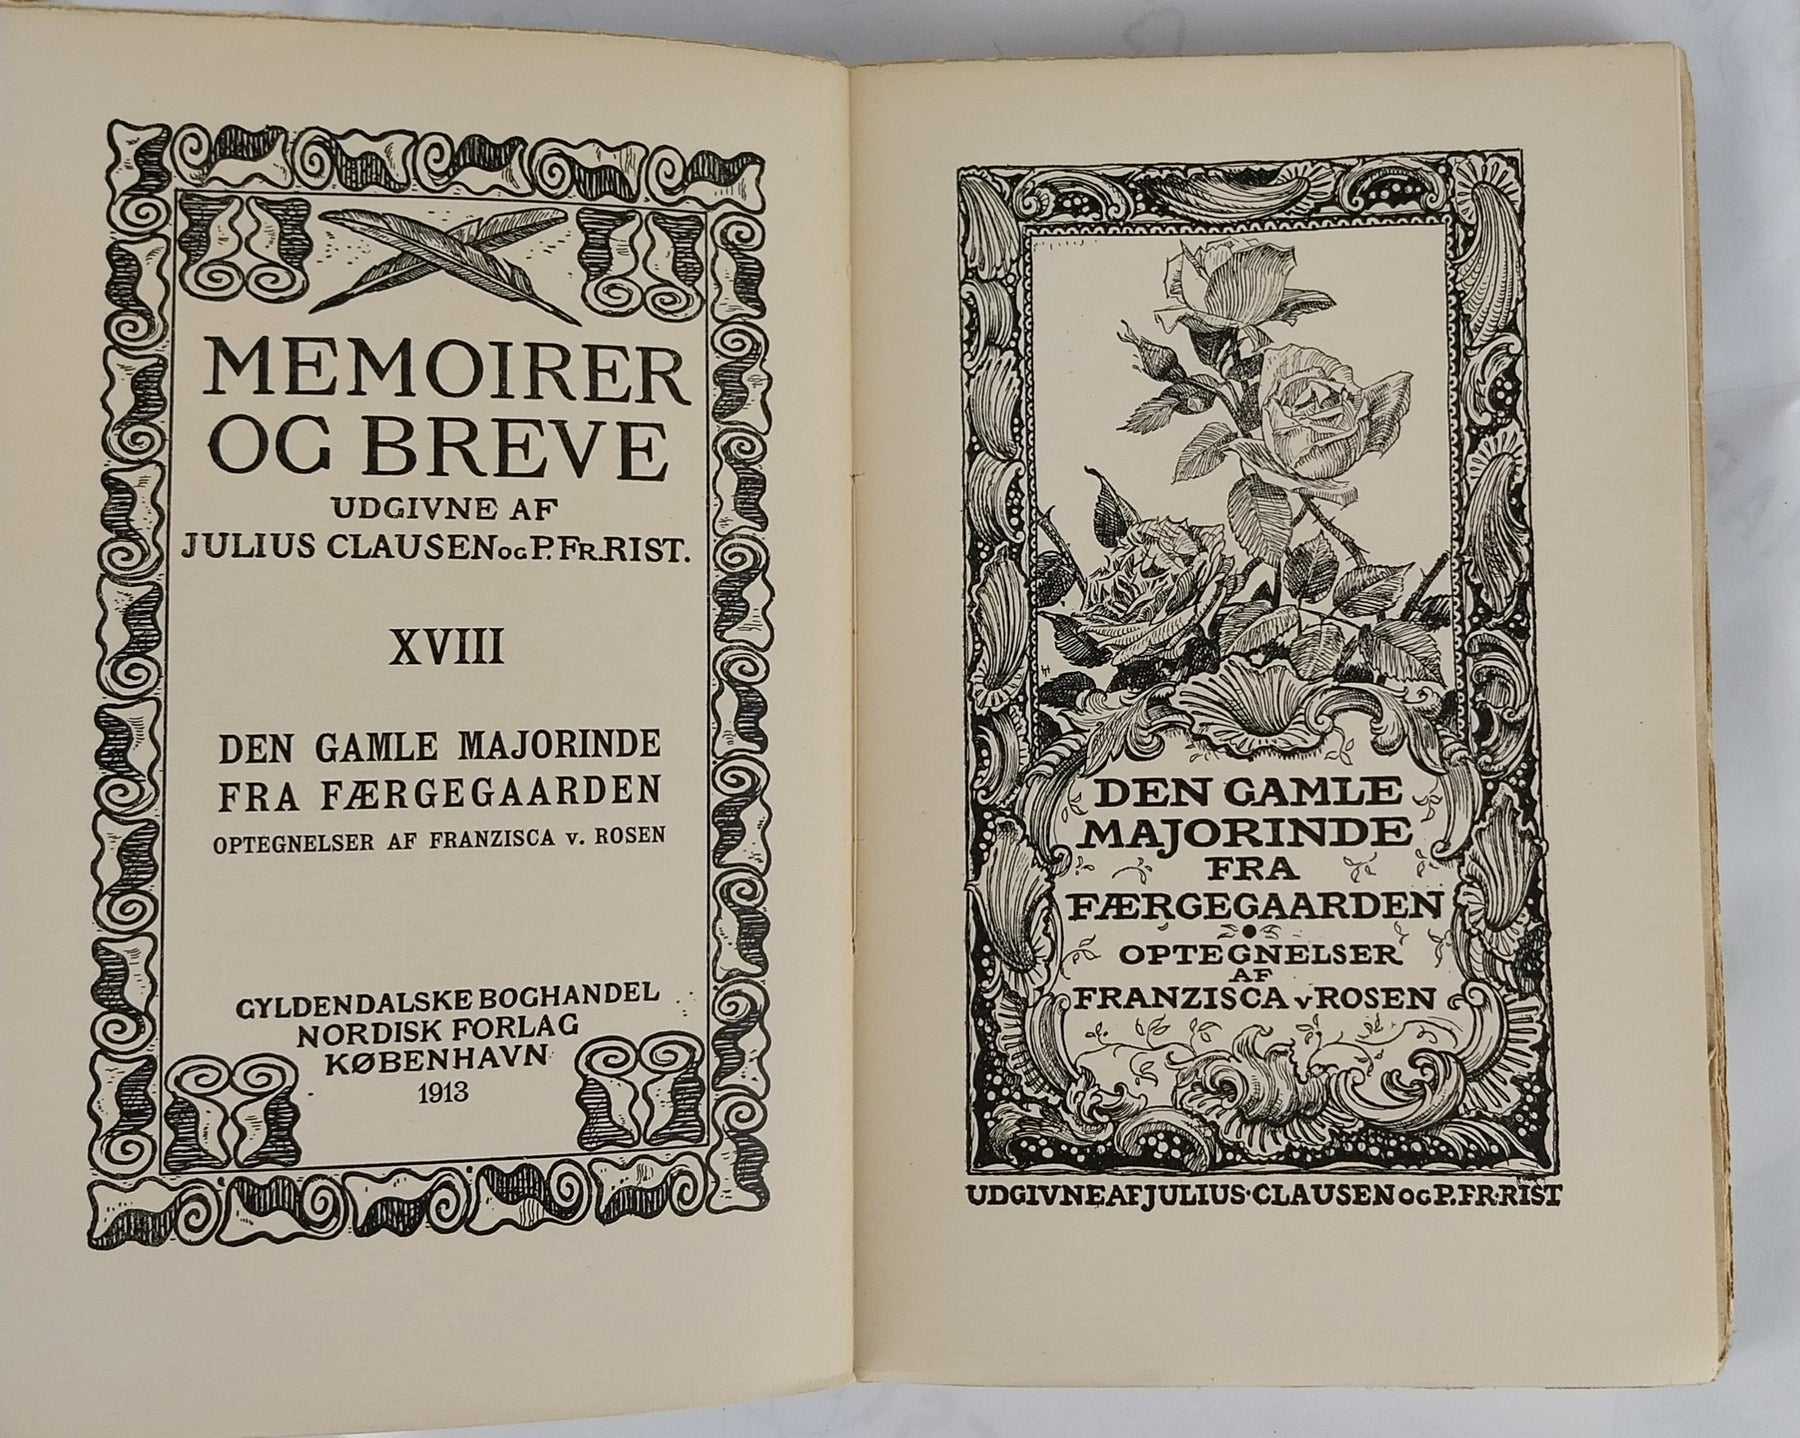 MEMOIRER
OG BREVE
UDGIVNE AF
JULIUS CLAUSEN OG P. FR. RIST.
XVIII
DEN GAMLE MAJORINDE
FRA FÆRGEGAARDEN
OPTEGNELSER AF FRANZISCA v. ROSEN
GYLDENDALSKE BOGHANDEL
NORDISK FORLAG
KØBENHAVN
1913
DEN GAMLE
MAJORINDE
FRA
FÆRGEGAARDEN
OPTEGNELSER
AF
FRANZISCA v ROSEN
UDGIVNE AF JULIUS·CLAUSEN OG P. FR·RIST